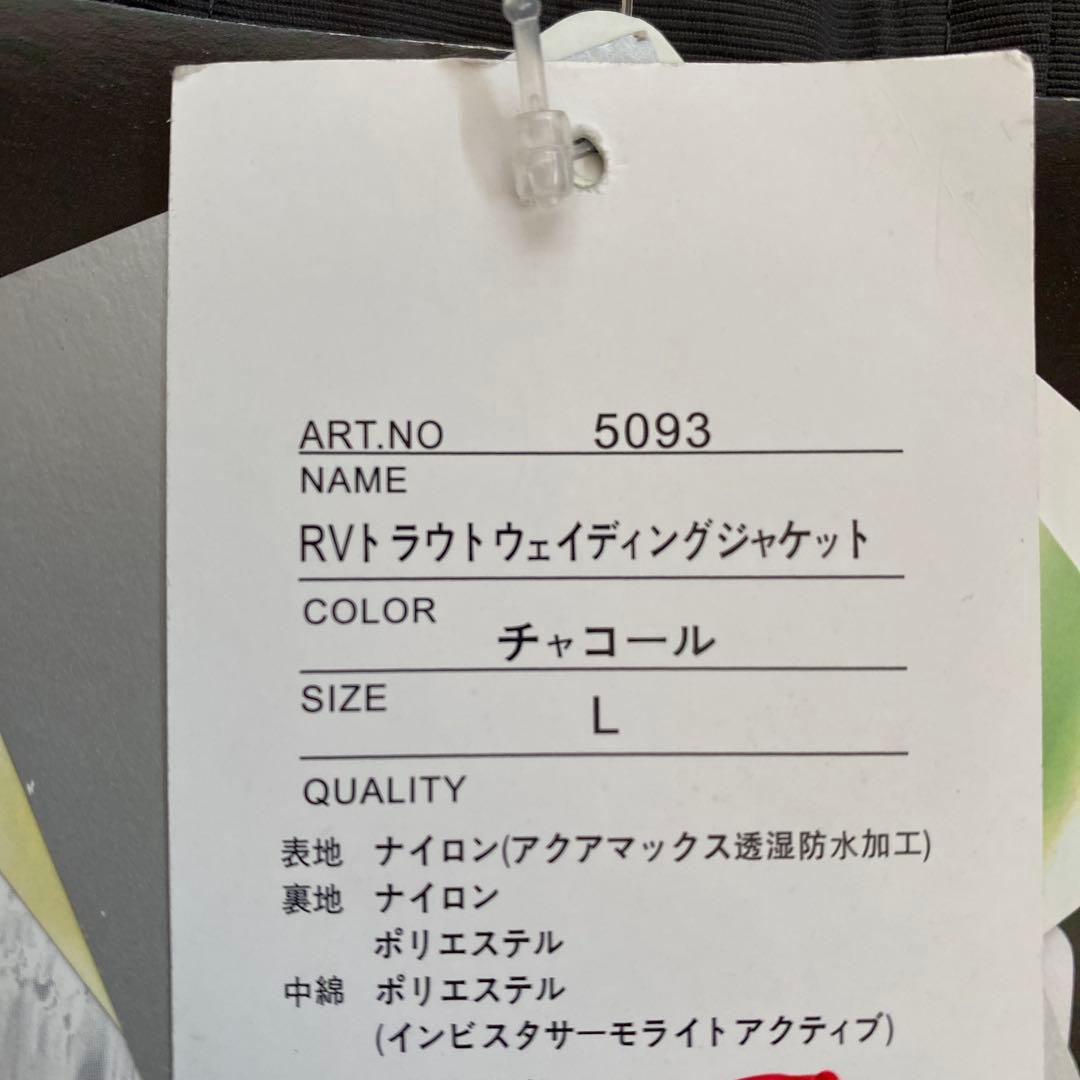 ART.NO 5093
NAME
RVトラウトウェイディングジャケット
COLOR チャコール
SIZE L
QUALITY
表地 ナイロン(アクアマックス透湿防水加工)
裏地 ナイロン
ポリエステル
中綿 ポリエステル
(インビスタサーモライトアクティブ)